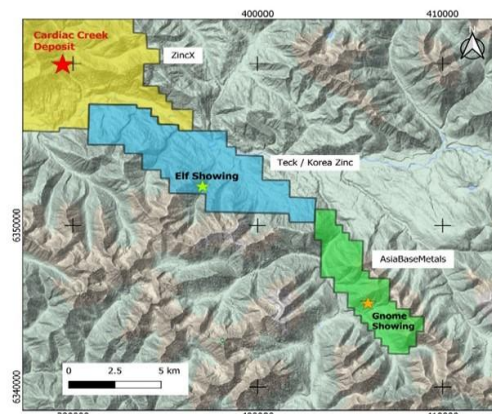 400000
410000
Cardiac Creek
Deposit
ZincX
Teck / Korea Zinc
Elf Showing
6350000
AsiaBaseMetals
Gnome
Showing
0 2.5 5 km
6340000